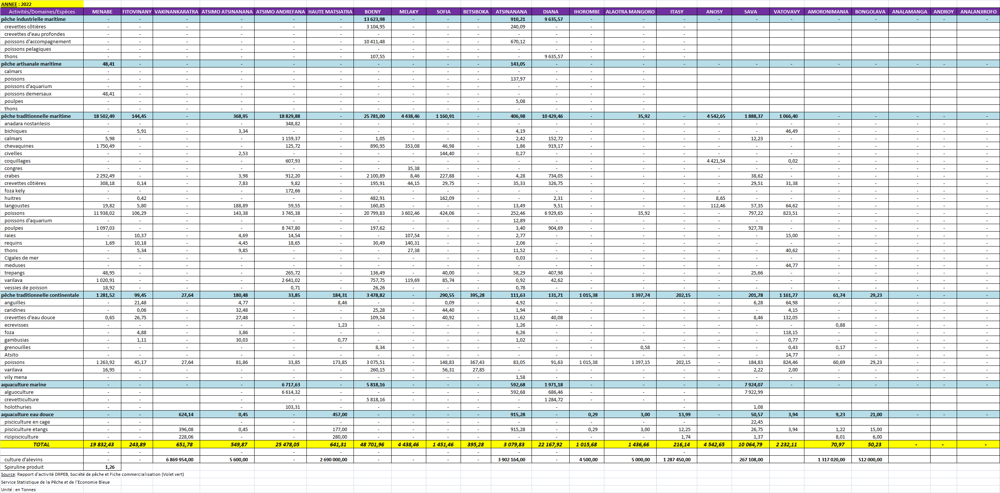 ANNEE : 2022
Activités/Domaines/Espèces MENABE FITOVINANY VAKINANKARATRA ATSIMO ATSINANANA ATSIMO ANDREFANA HAUTE MATSIATRA BOENY MELAKY SOFIA BETSIBOKA ATSINANANA DIANA IHOROMBE ALAOTRA MANGORO ITASY ANOSY SAVA VATOVAVY AMORONIMANIA BONGOLAVA ANALAMANGA ANDROY ANALANJIROFO
pêche industrielle maritime - - - - - - 13 623,98 - - - 910,21 9 635,57 - - - - - - - - - - -
crevettes côtières - - - - - - 3 104,95 - - - 240,09 - - - -
crevettes d'eau profondes - - - - - - - - - - - - - - -
poissons d'accompagnement - - - - - - 10 411,48 - - - 670,12 - - - -
poissons pelagiques - - - - - - - - - - - - - - -
thons - - - - - - 107,55 - - - - 9 635,57 - - -
pêche artisanale maritime 48,41 - - - - - - - - - 143,05 - - - - - - - - - - - -
calmars - - - - - - - - - - - - - -
poissons - - - - - - - - - - 137,97 - - -
poissons d'aquarium - - - - - - - - - - - - - -
poissons demersaux 48,41 - - - - - - - - - - - - -
poulpes - - - - - - - - - - 5,08 - - -
thons - - - - - - - - - - - - - -
pêche traditionnelle maritime 18 502,49 144,45 - 368,95 18 829,88 - 25 781,00 4 438,46 1 160,91 - 406,98 10 429,46 - 35,92 - 4 542,65 1 888,37 1 066,40 - - - - -
anadara nostanlesis - - - - 348,82 - - - - - - - - - - - - - - - - - -
bichiques - 5,91 - 3,34 - - - - - - 4,19 - - - - - - 46,49 - - - - -
calmars 5,98 - - - 1 159,37 - 1,05 - - - 2,42 152,72 - - - - 12,23 - - - - - -
chevaquines 1 750,49 - - - 125,72 - 890,95 353,08 46,98 - 1,86 919,17 - - - - - - - - - - -
civelles - - - 2,53 - - - - 144,40 - 0,27 - - - - - - - - - - - -
coquillages - - - - 607,93 - - - - - - - - - - 4 421,54 - 0,02 - - - - -
congres - - - - - - - 35,38 - - - - - - - - - - - - - - -
crabes 2 292,49 - - 3,98 912,20 - 2 100,89 8,46 227,88 - 4,28 734,05 - - - - 38,62 - - - - - -
crevettes côtières 308,18 0,14 - 7,83 9,82 - 195,91 44,15 29,75 - 35,33 326,75 - - - - 29,51 31,38 - - - - -
foza kely - - - - 172,66 - - - - - - - - - - - - - - - - - -
huitres - 0,42 - - - - 482,91 - 162,09 - - 2,31 - - - 8,65 - - - - - - -
langoustes 19,82 5,80 - 188,89 59,55 - 160,85 - - - 13,49 9,51 - - - 112,46 57,35 64,62 - - - - -
poissons 11 938,02 106,29 - 143,38 3 745,38 - 20 799,83 3 602,46 424,06 - 252,46 6 929,65 - 35,92 - - 797,22 823,51 - - - - -
poissons d'aquarium - - - - - - - - - - 12,89 - - - - - - - - - - - -
poulpes 1 097,03 - - - 8 747,80 - 197,62 - - - 3,40 904,69 - - - - 927,78 - - - - - -
raies - 10,37 - 4,69 14,54 - - 107,54 - - 2,77 - - - - - - 15,00 - - - - -
requins 1,69 10,18 - 4,45 18,65 - 30,49 140,31 - - 2,06 - - - - - - - - - - - -
thons - 5,34 - 9,85 - - - 27,38 - - 11,52 - - - - - - 40,62 - - - - -
Cigales de mer - - - - - - - - - - 0,03 - - - - - - - - - - - -
meduses - - - - - - - - - - - - - - - - - 44,77 - - - - -
trepangs 48,95 - - - 265,72 - 136,49 - 40,00 - 58,29 407,98 - - - - 25,66 - - - - - -
varilava 1 020,91 - - - 2 641,02 - 757,75 119,69 85,74 - 0,92 42,62 - - - - - - - - - - -
vessies de poisson 18,92 - - - 0,71 - 26,26 - - - 0,78 - - - - - - - - - - - -
pêche traditionnelle continentale 1 281,52 99,45 27,64 180,48 33,85 184,31 3 478,82 - 290,55 395,28 111,63 131,71 1 015,38 1 397,74 202,15 - 201,78 1 161,77 61,74 29,23 - - -
anguilles - 21,48 - 4,77 - 8,46 - - 0,09 - 4,92 - - - - - 6,28 64,98 - - - - -
caridines - 0,06 - 32,48 - - 25,28 - 44,40 - 1,94 - - - - - - 4,15 - - - - -
crevettes d'eau douce 0,65 26,75 - 27,48 - - 109,54 - 40,92 - 11,62 40,08 - - - - 8,46 132,05 - - - - -
ecrevisses - - - - - 1,23 - - - - 1,26 - - - - - - - 0,88 - - - -
foza - 4,88 - 3,86 - - - - - - 6,26 - - - - - - 118,15 - - - - -
gambusias - 1,11 - 30,03 - 0,77 - - - - 1,02 - - - - - - 0,77 - - - - -
grenouilles - - - - - - 8,34 - - - - - - 0,58 - - - 0,43 0,17 - - - -
Atsito - - - - - - - - - - - - - - - - - 14,77 - - - - -
poissons 1 263,92 45,17 27,64 81,86 33,85 173,85 3 075,51 - 148,83 367,43 83,05 91,63 1 015,38 1 397,15 202,15 - 184,83 824,46 60,69 29,23 - - -
varilava 16,95 - - - - - 260,15 - 56,31 27,85 - - - - - - 2,22 2,00 - - - - -
vily mena - - - - - - - - - - 1,58 - - - - - - - - - - - -
aquaculture marine - - - - 6 717,63 - 5 818,16 - - - 592,68 1 971,18 - - - - 7 924,07 - - - - - -
alguoculture - - - 6 614,32 - - - - - 592,68 686,46 - - - 7 922,99
crevetticulture - - - - - 5 818,16 - - - - 1 284,72 - - -
holothuries - - - 103,31 - - - - - - - - 1,08
aquaculture eau douce - - 624,14 0,45 - 457,00 - - - - 915,28 - 0,29 3,00 13,99 - 50,57 3,94 9,23 21,00 - - -
pisciculture en cage - - - - - - - - - - - - - - 22,45
pisciculture etangs - - 396,08 0,45 - 177,00 - - - - 915,28 - 0,29 3,00 12,25 26,75 3,94 1,22 15,00
rizipisciculture - - 228,06 - - 280,00 - - - - - - - - 1,74 1,37 8,01 6,00
TOTAL 19 832,43 243,89 651,78 549,87 25 478,05 641,31 48 701,96 4 438,46 1 451,46 395,28 3 079,83 22 167,92 1 015,68 1 436,66 216,14 4 542,65 10 064,79 2 232,11 70,97 50,23 - - -
- - - - - - - - - - - -
culture d'alevins - - 6 869 954,00 5 600,00 - 2 690 000,00 - - - - 3 902 164,00 - 4 500,00 5 000,00 1 287 450,00 267 108,00 1 317 020,00 512 000,00
Spiruline produit 1,26
Source: Rapport d'activité DRPEB, Société de pêche et Fiche commercialisation (Volet vert)
Service Statistique de la Pêche et de l'Economie Bleue
Unité : en Tonnes